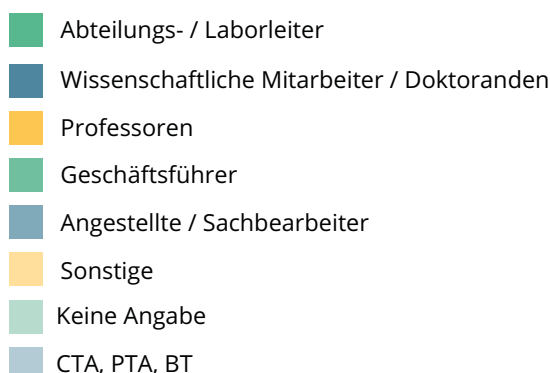 Abteilungs- / Laborleiter
Wissenschaftliche Mitarbeiter / Doktoranden
Professoren
Geschäftsführer
Angestellte / Sachbearbeiter
Sonstige
Keine Angabe
CTA, PTA, BT